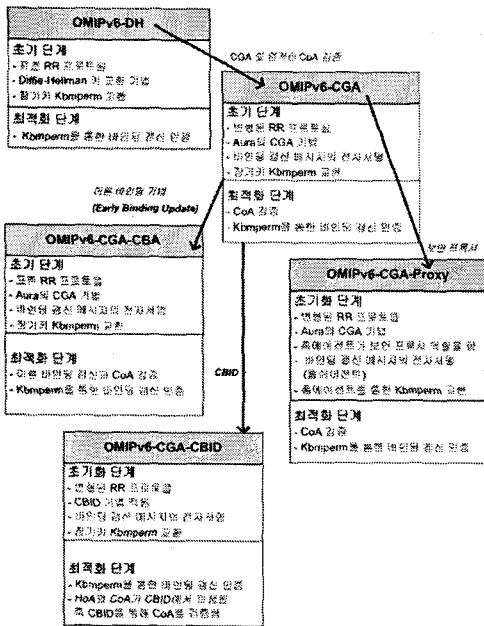 OMIPv6-DH
초기 단계
- 표준 RR 프로토콜
- Diffie-Hellman 키 교환 기법
- 장기키 Kbmperm 교환
최적화 단계
- Kbmperm을 통한 바인딩 갱신 인증
CGA 및 CoA 검증
OMIPv6-CGA
초기 단계
- 변형된 RR 프로토콜
- Aura의 CGA 기법
- 바인딩 갱신 메시지의 전자서명
- 장기키 Kbmperm 교환
최적화 단계
- CoA 검증
- Kbmperm을 통한 바인딩 갱신 인증
이른 바인딩 기법
(Early Binding Update)
보안 프록시
OMIPv6-CGA-CBA
초기 단계
- 표준 RR 프로토콜
- Aura의 CGA 기법
- 바인딩 갱신 메시지의 전자서명
- 장기키 Kbmperm 교환
최적화 단계
- 이른 바인딩 갱신과 CoA 검증
- Kbmperm을 통한 바인딩 갱신 인증
OMIPv6-CGA-Proxy
초기화 단계
- 변형된 RR 프로토콜
- Aura의 CGA 기법
- 홈에이전트가 보안 프록시 역할을 함
- 바인딩 갱신 메시지의 전자서명
(홈에이전트)
- 홈에이전트를 통한 Kbmperm 교환
최적화 단계
- CoA 검증
- Kbmperm을 통한 바인딩 갱신 인증
CBID
OMIPv6-CGA-CBID
초기화 단계
- 변형된 RR 프로토콜
- CBID 기법 적용
- 바인딩 갱신 메시지의 전자서명
- 장기키 Kbmperm 교환
최적화 단계
- Kbmperm을 통한 바인딩 갱신 인증
- HoA와 CoA가 CBID에서
즉 CBID를 통해 CoA를 검증함